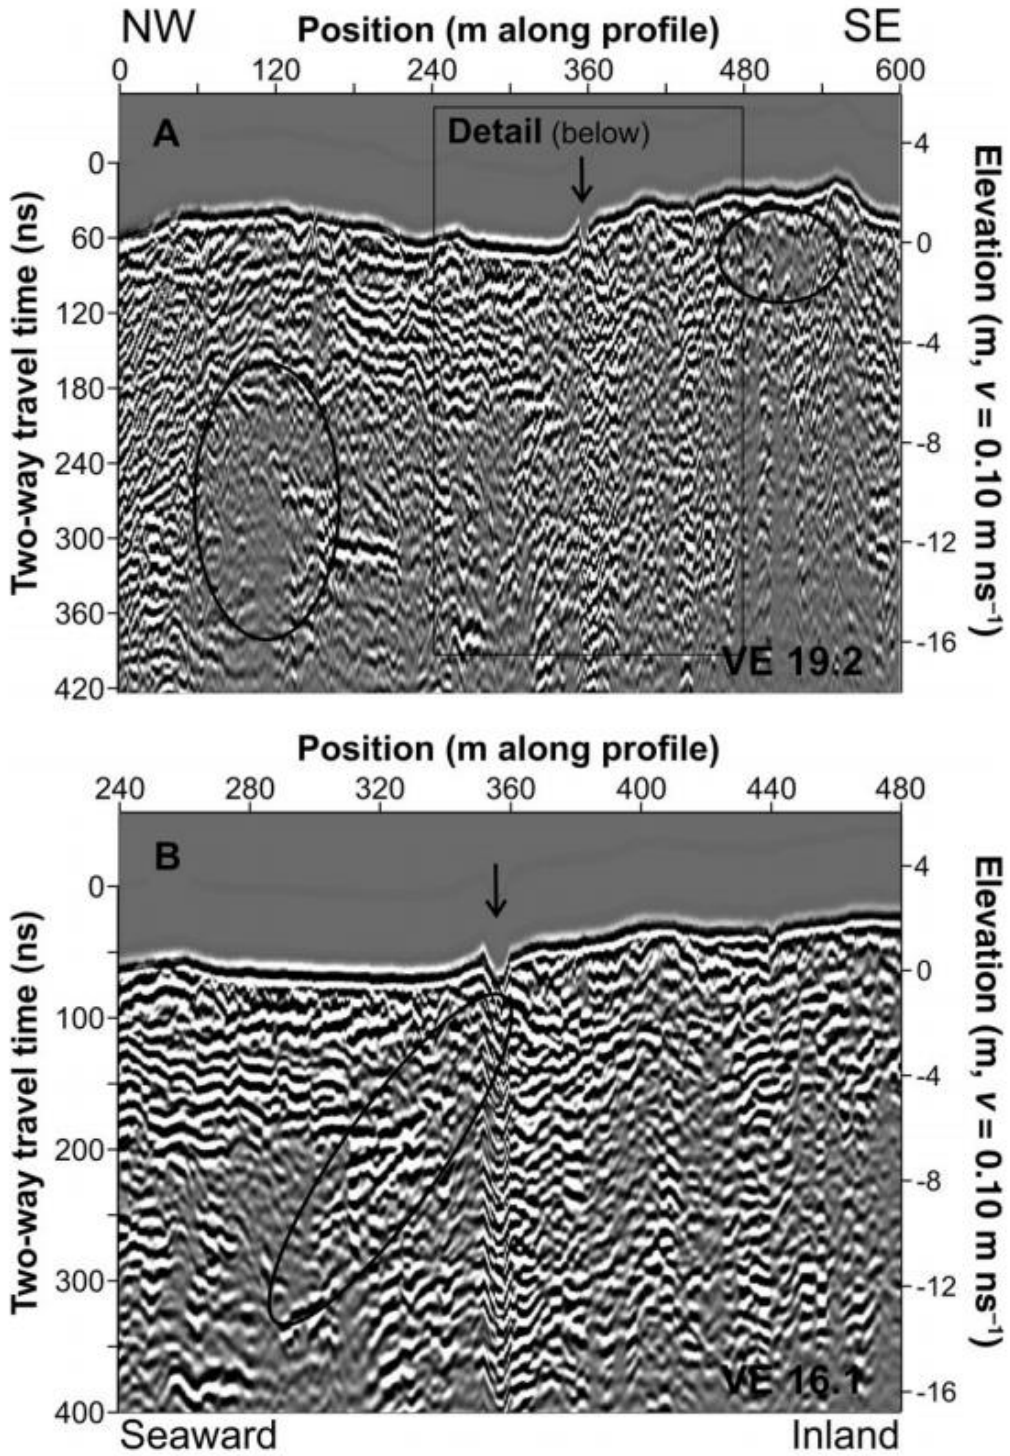 NW Position (m along profile) SE
0 120 240 360 480 600
A Detail (below)
Two-way travel time (ns)
0
60
120
180
240
300
360
420
4
0
-4
-8
-12
-16
Elevation (m, v = 0.10 m ns⁻¹)
VE 19.2
Position (m along profile)
240 280 320 360 400 440 480
B
Two-way travel time (ns)
0
100
200
300
400
4
0
-4
-8
-12
-16
Elevation (m, v = 0.10 m ns⁻¹)
VE 16.1
Seaward Inland